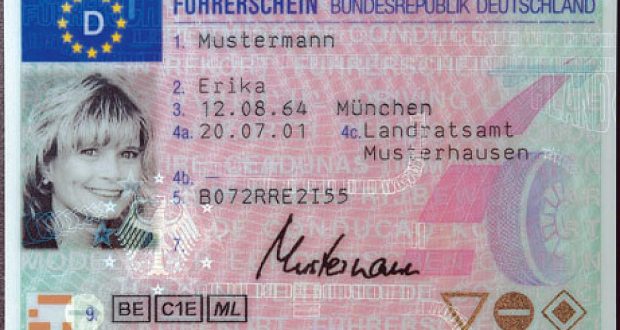 FÜHRERSCHEIN BUNDESREPUBLIK DEUTSCHLAND
D
1. Mustermann
2. Erika
3. 12.08.64 München
4a. 20.07.01 4c. Landratsamt
Musterhausen
4b. —
5. B072RRE2I55
7. Mustermann
9. BE C1E ML